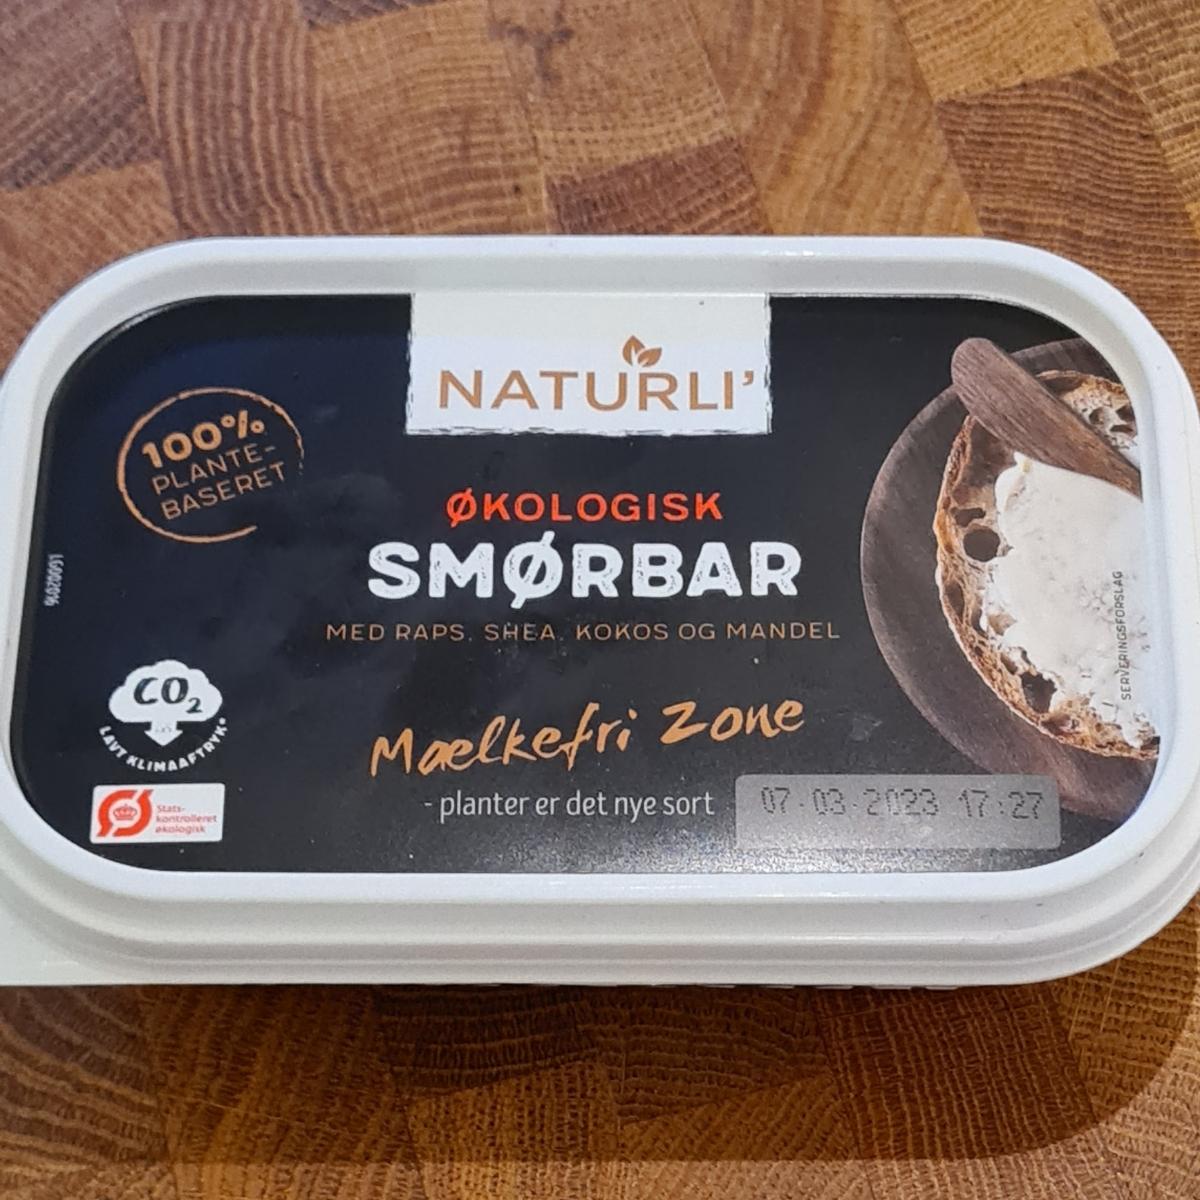 NATURLI'
100%
PLANTE-
BASERET
ØKOLOGISK
SMØRBAR
MED RAPS, SHEA, KOKOS OG MANDEL
Mælkefri Zone
- planter er det nye sort
07.03.2023 17:27
CO2
LAVT KLIMAAFTRYK*
Stats-
kontrolleret
økologisk
SERVERINGSFORSLAG